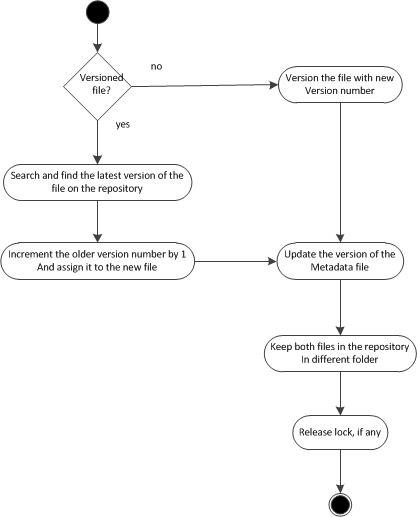 Versioned
file?
no
Version the file with new
Version number
yes
Search and find the latest version of the
file on the repository
Increment the older version number by 1
And assign it to the new file
Update the version of the
Metadata file
Keep both files in the repository
In different folder
Release lock, if any